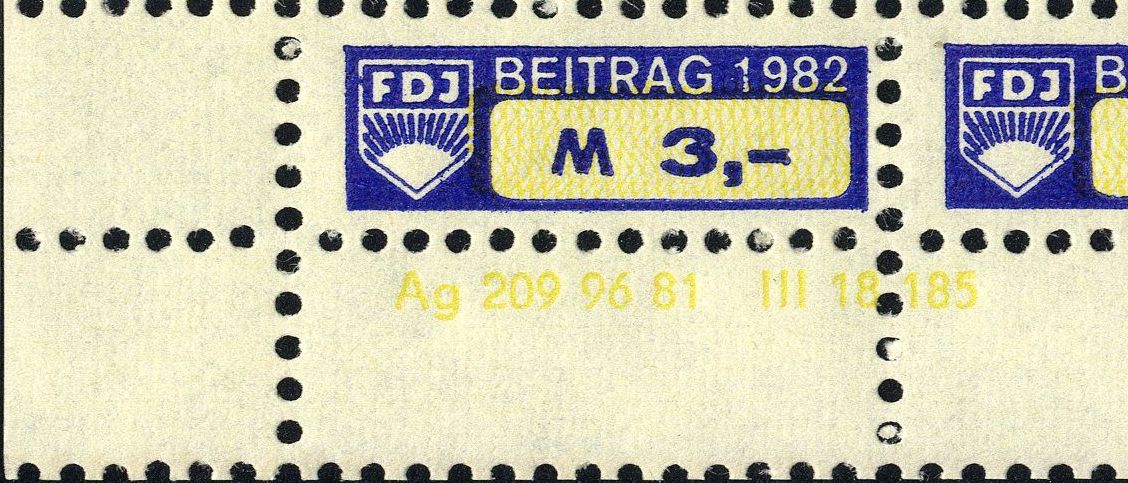 FDJ BEITRAG 1982
M 3,–
FDJ B
Ag 209 96 81 III 18 185